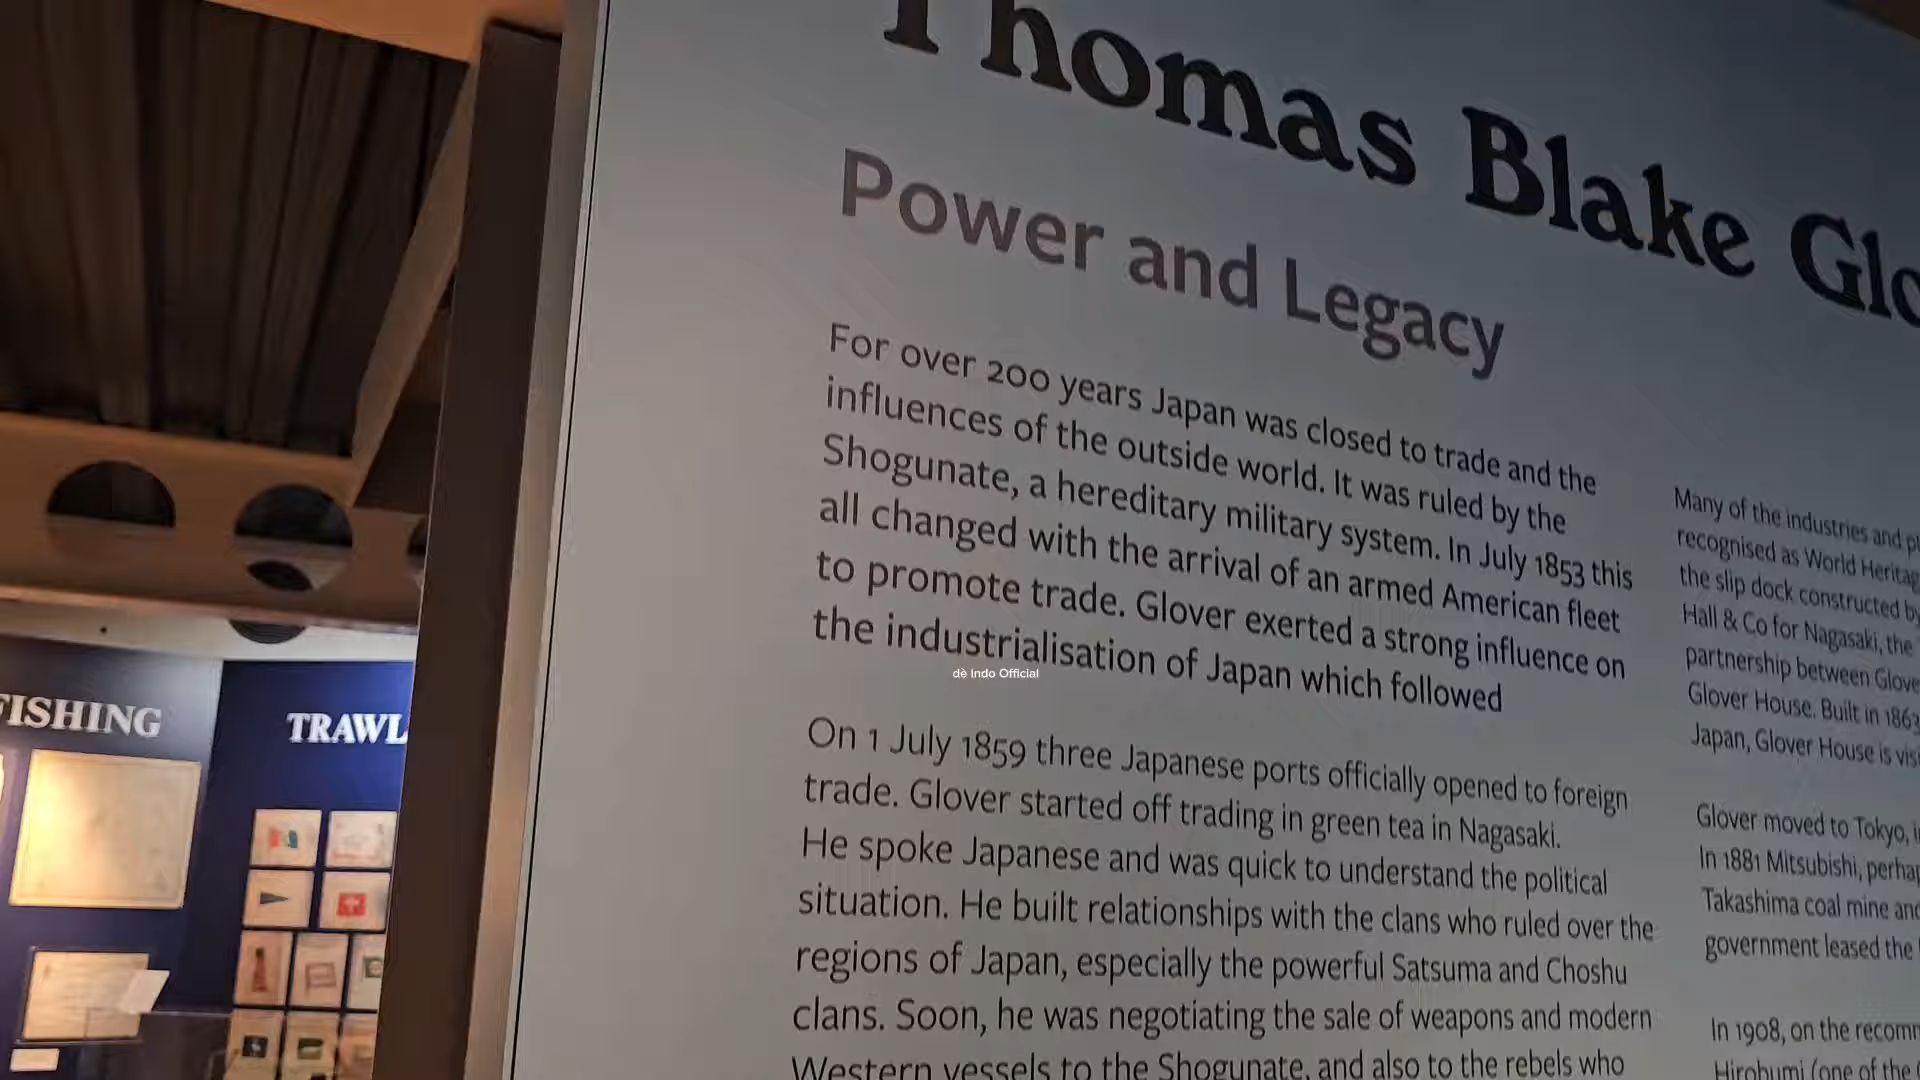 Thomas Blake
Power and Legacy
For over 200 years Japan was closed to trade and the
influences of the outside world. It was ruled by the
Shogunate, a hereditary military system. In July 1853 this
all changed with the arrival of an armed American fleet
to promote trade. Glover exerted a strong influence on
the industrialisation of Japan which followed
On 1 July 1859 three Japanese ports officially opened to foreign
trade. Glover started off trading in green tea in Nagasaki.
He spoke Japanese and was quick to understand the political
situation. He built relationships with the clans who ruled over the
regions of Japan, especially the powerful Satsuma and Choshu
clans. Soon, he was negotiating the sale of weapons and modern
Western vessels to the Shogunate, and also to the rebels who
Many of the industries and
recognised as World
the slip dock constructed by
Hall & Co for Nagasaki, the
partnership between
Glover House. Built in 1863
Japan, Glover House is
Glover moved to Tokyo,
In 1881 Mitsubishi,
Takashima coal mine and
government leased the
In 1908, on the
Hirobumi (one of the
FISHING
dè Indo Official